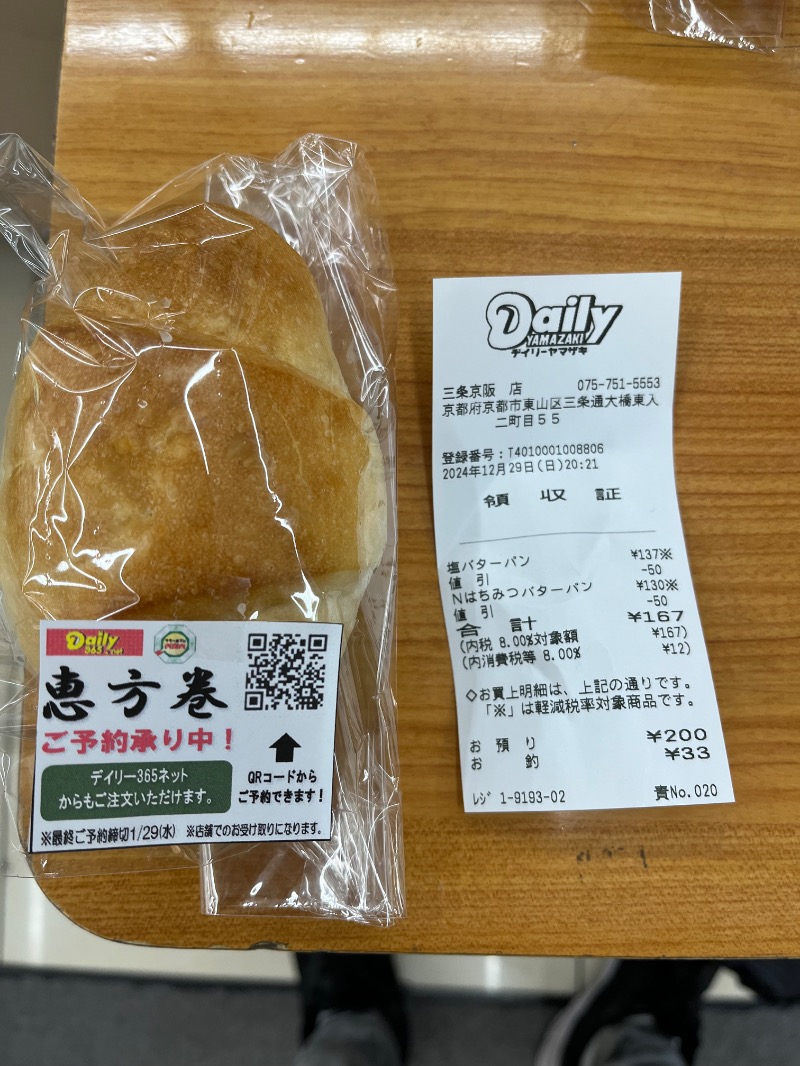 Daily
365.net
恵方巻
ご予約承り中！
デイリー365ネット
からもご注文いただけます。
QRコードから
ご予約できます！
※最終ご予約締切1/29(水) ※店舗でのお受け取りになります。
Daily
YAMAZAKI
デイリーヤマザキ
三条京阪 店 075-751-5553
京都府京都市東山区三条通大橋東入
二町目５５
登録番号：T4010001008806
2024年12月29日(日)20:21
領 収 証
塩バターパン ¥137※
値 引 -50
Nはちみつバターパン ¥130※
値 引 -50
合 計 ¥167
(内税 8.00%対象額 ¥167)
(内消費税等 8.00% ¥12)
◇お買上明細は、上記の通りです。
「※」は軽減税率対象商品です。
お 預 り ¥200
お 釣 ¥33
ﾚｼﾞ 1-9193-02 責No.020